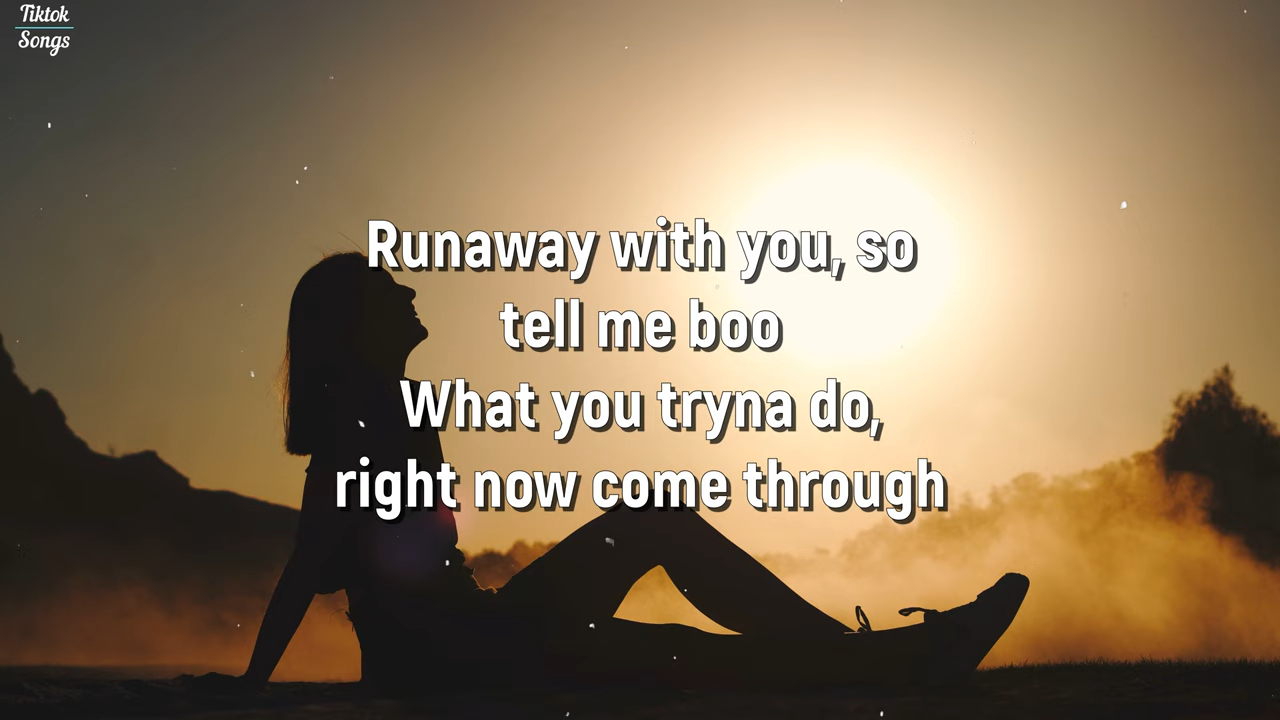 Tiktok
Songs
Runaway with you, so
tell me boo
What you tryna do,
right now come through